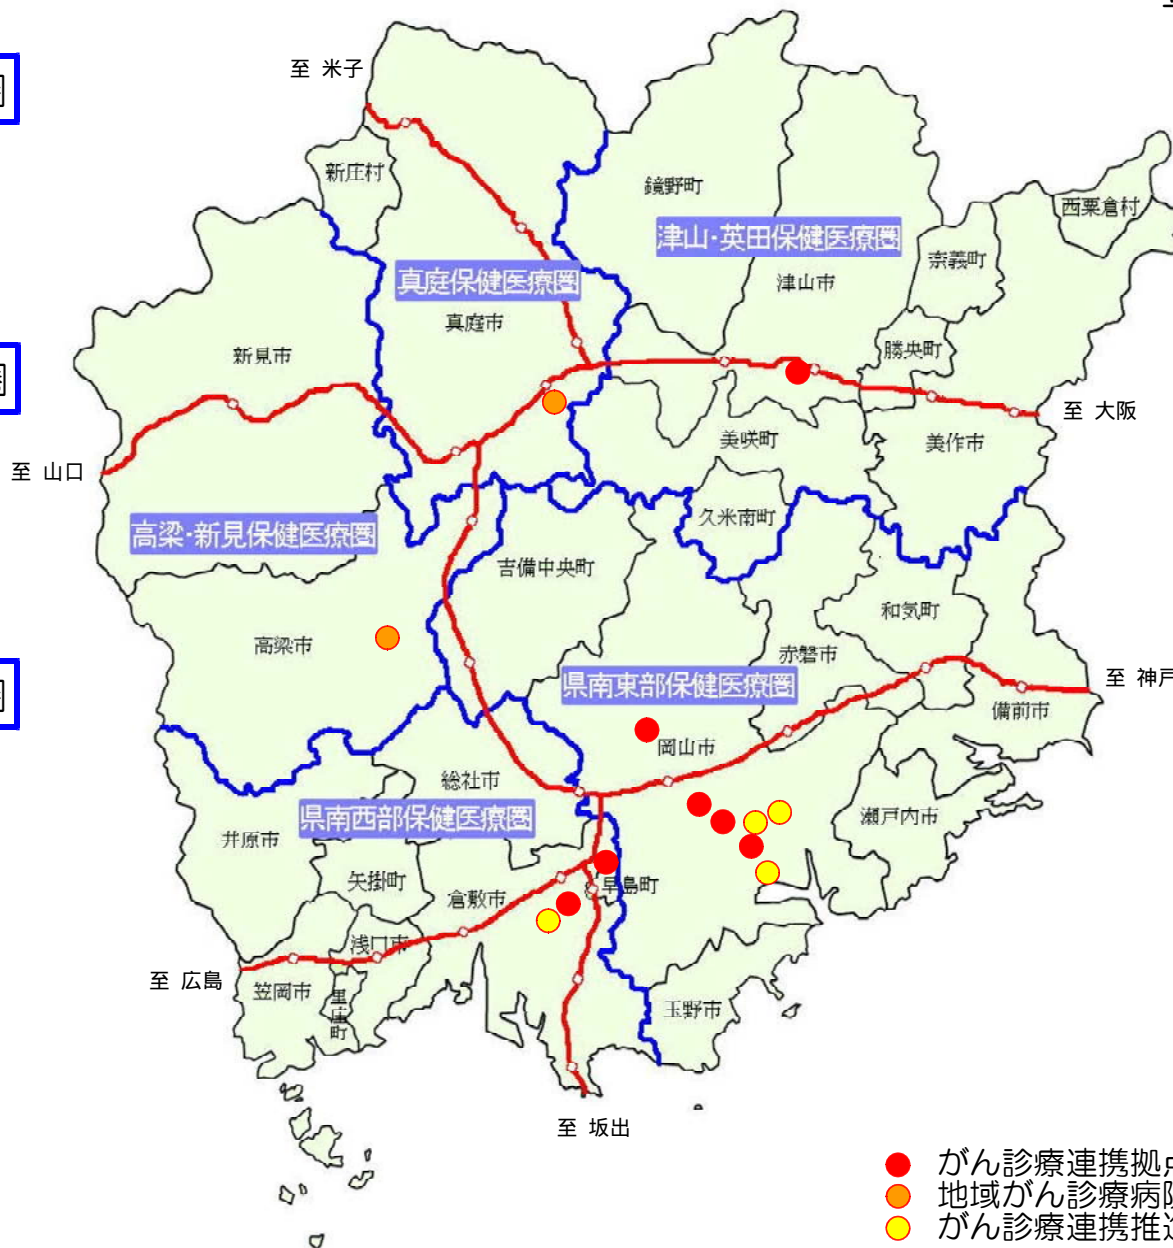 至 米子
圏
新庄村
鏡野町
西粟倉村
津山・英田保健医療圏
奈義町
真庭保健医療圏
津山市
真庭市
新見市
勝央町
圏
至 大阪
美咲町
美作市
至 山口
久米南町
高梁・新見保健医療圏
吉備中央町
和気町
高梁市
赤磐市
県南東部保健医療圏
至 神戸
圏
備前市
岡山市
総社市
県南西部保健医療圏
瀬戸内市
井原市
矢掛町
早島町
倉敷市
浅口市
至 広島
笠岡市
里庄町
玉野市
至 坂出
がん診療連携拠点
地域がん診療病院
がん診療連携推進